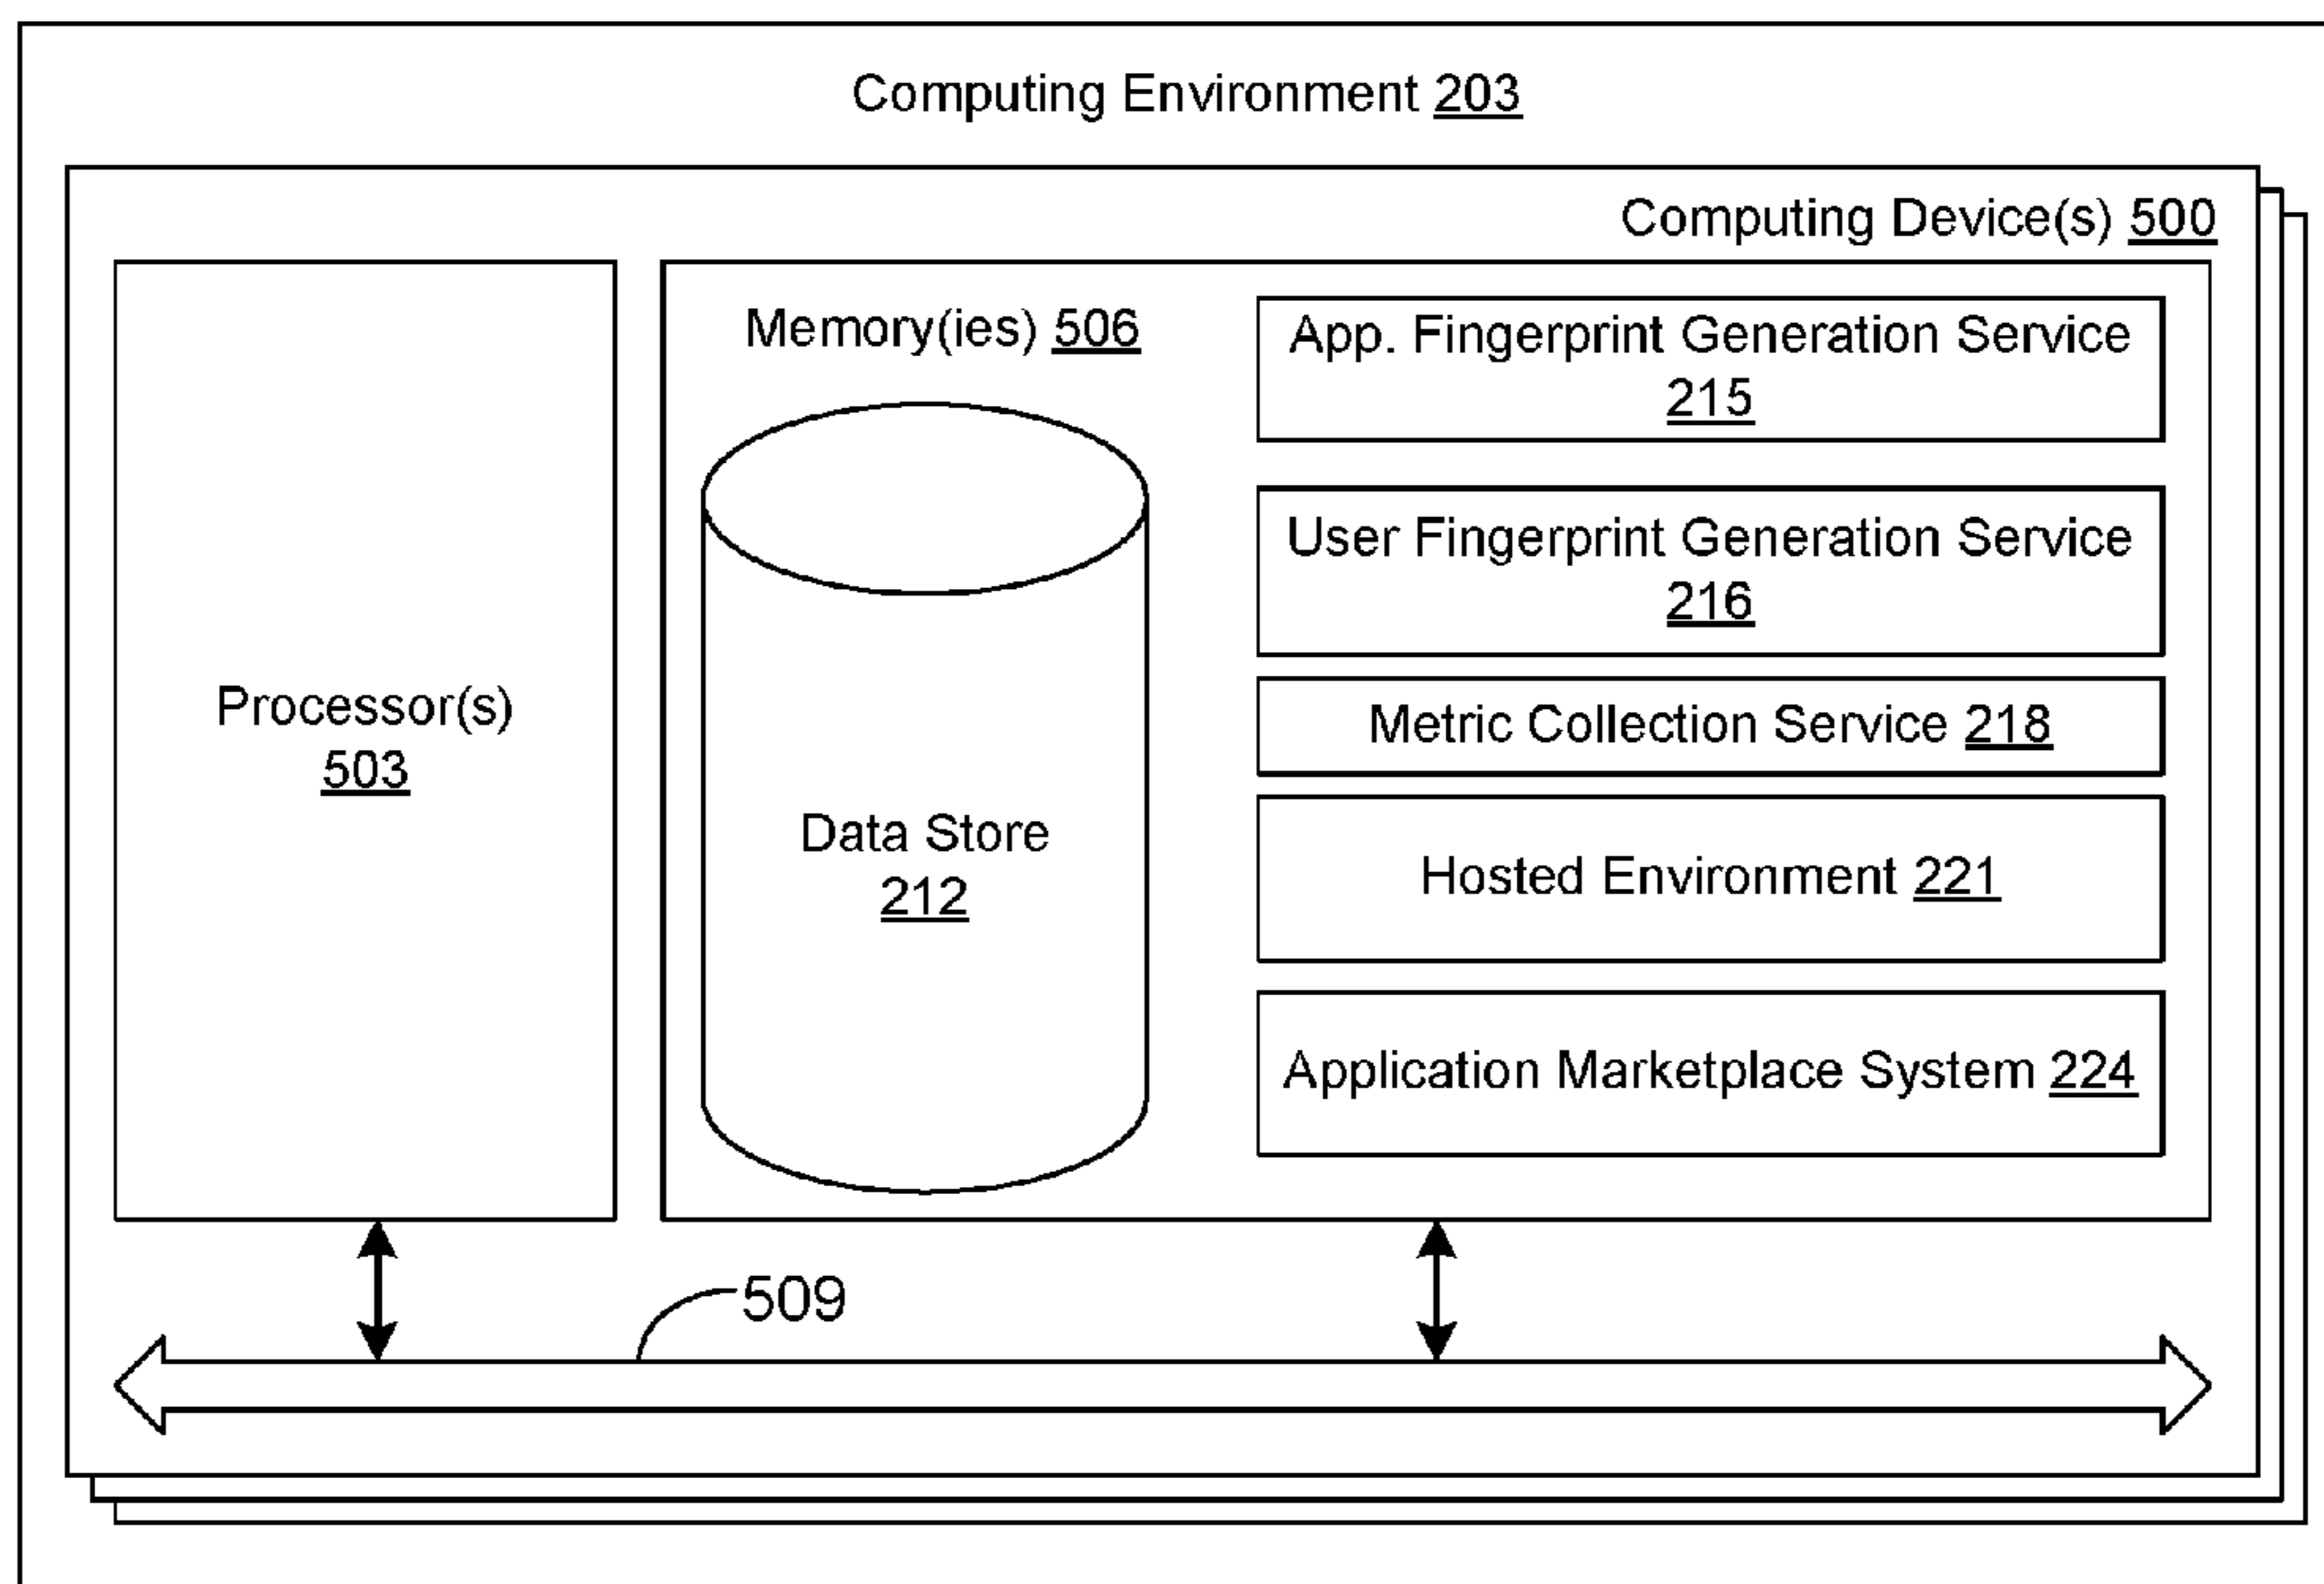 Computing Environment 203
Computing Device(s) 500
Processor(s)
503
Memory(ies) 506
Data Store
212
App. Fingerprint Generation Service
215
User Fingerprint Generation Service
216
Metric Collection Service 218
Hosted Environment 221
Application Marketplace System 224
509